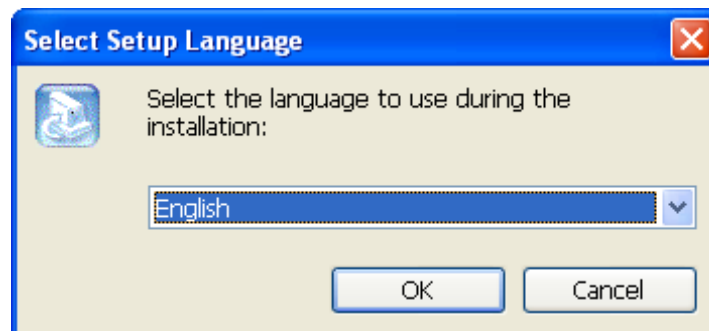 Select Setup Language
Select the language to use during the
installation:
English
OK
Cancel